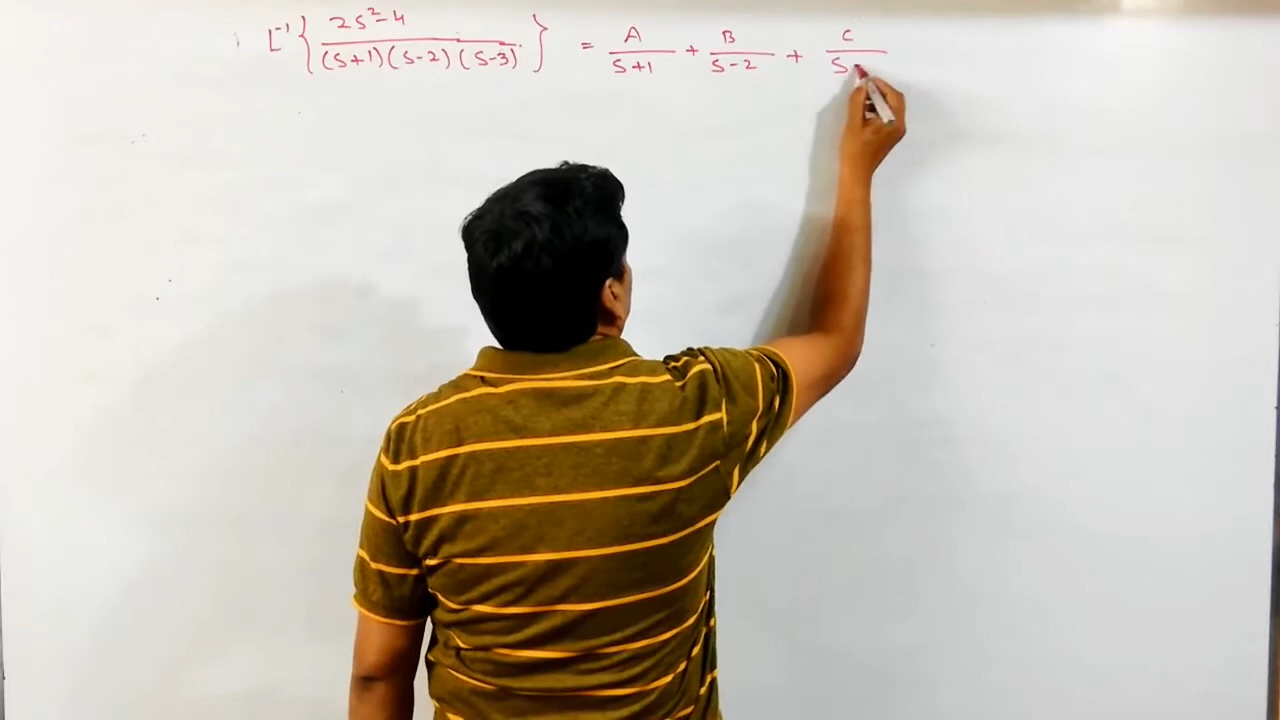 L⁻¹ { 2s²-4 / (s+1)(s-2)(s-3) } = A / s+1 + B / s-2 + C / s-